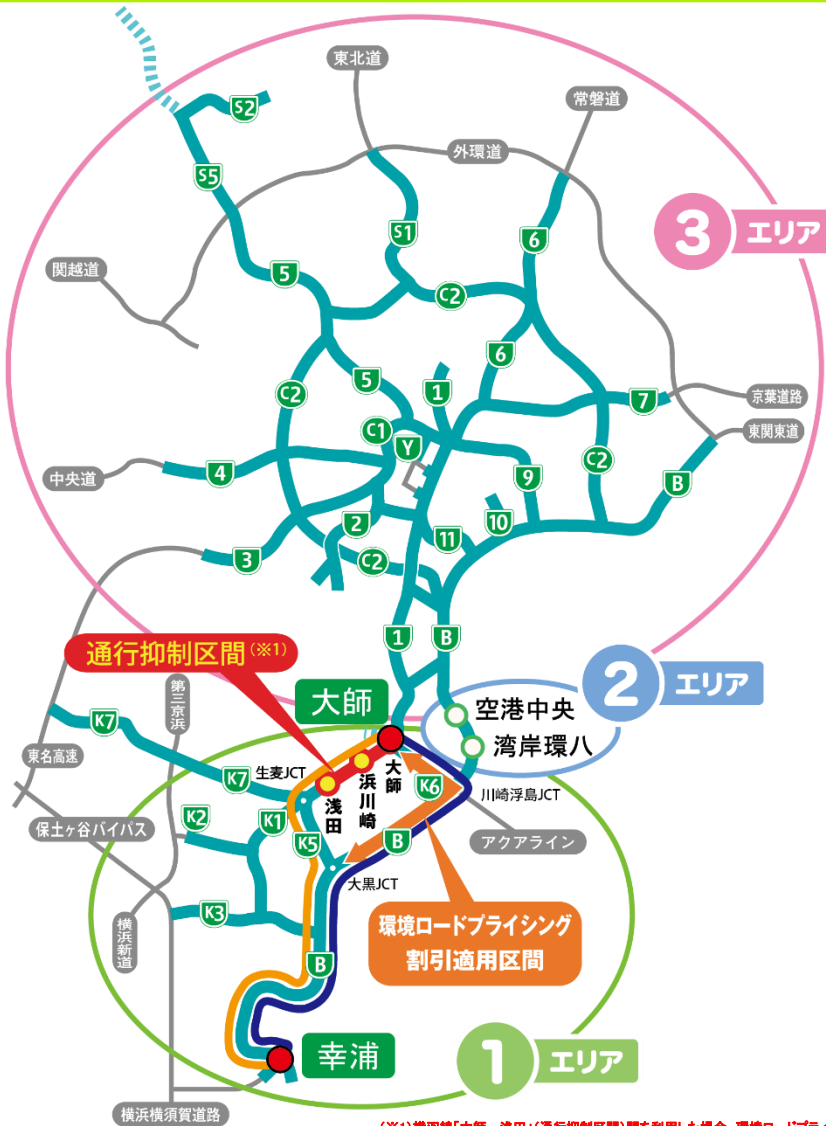 東北道
常磐道
S2
外環道
S5
S1
6
3 エリア
関越道
5
C2
6
5
1
C2
7
京葉道路
C1
東関東道
Y
4
9
C2
中央道
B
2
10
11
3
C2
1
B
通行抑制区間(※1)
2 エリア
第三京浜
大師
空港中央
K7
湾岸環八
東名高速
生麦JCT
大師
K7
浜川崎
K6
川崎浮島JCT
浅田
保土ヶ谷バイパス
K2
K1
K5
B
アクアライン
大黒JCT
K3
横浜新道
環境ロードプライシング
割引適用区間
B
幸浦
1 エリア
横浜横須賀道路